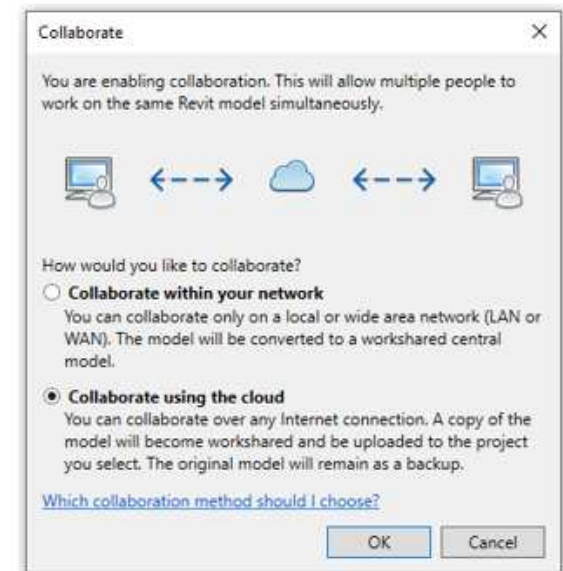 Collaborate
You are enabling collaboration. This will allow multiple people to
work on the same Revit model simultaneously.
How would you like to collaborate?
Collaborate within your network
You can collaborate only on a local or wide area network (LAN or
WAN). The model will be converted to a workshared central
model.
Collaborate using the cloud
You can collaborate over any Internet connection. A copy of the
model will become workshared and be uploaded to the project
you select. The original model will remain as a backup.
Which collaboration method should I choose?
OK Cancel